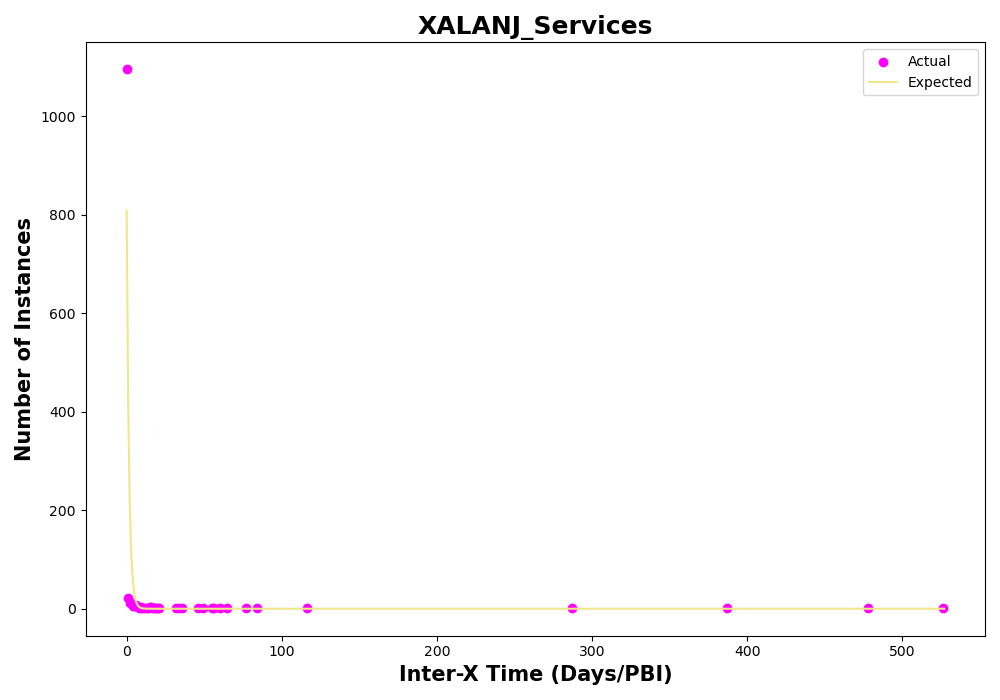 XALANJ_Services
Actual
Expected
Number of Instances
1000
800
600
400
200
0
0 100 200 300 400 500
Inter-X Time (Days/PBI)